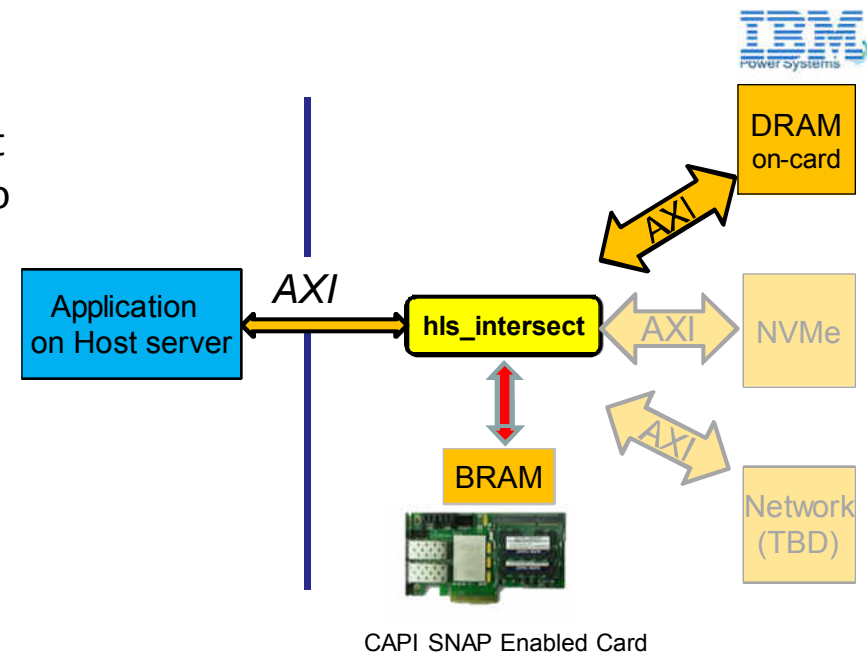 IBM
Power Systems
DRAM
on-card
AXI
AXI
Application
on Host server
hls_intersect
AXI
NVMe
AXI
BRAM
Network
(TBD)
CAPI SNAP Enabled Card